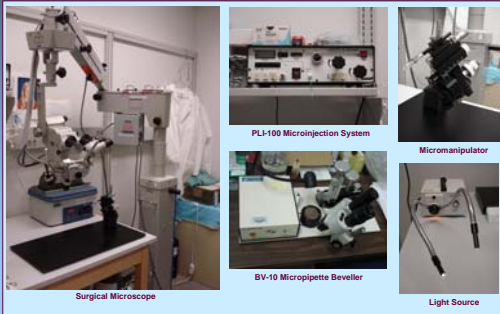 PLI-100 Microinjection System
Micromanipulator
BV-10 Micropipette Beveller
Surgical Microscope
Light Source